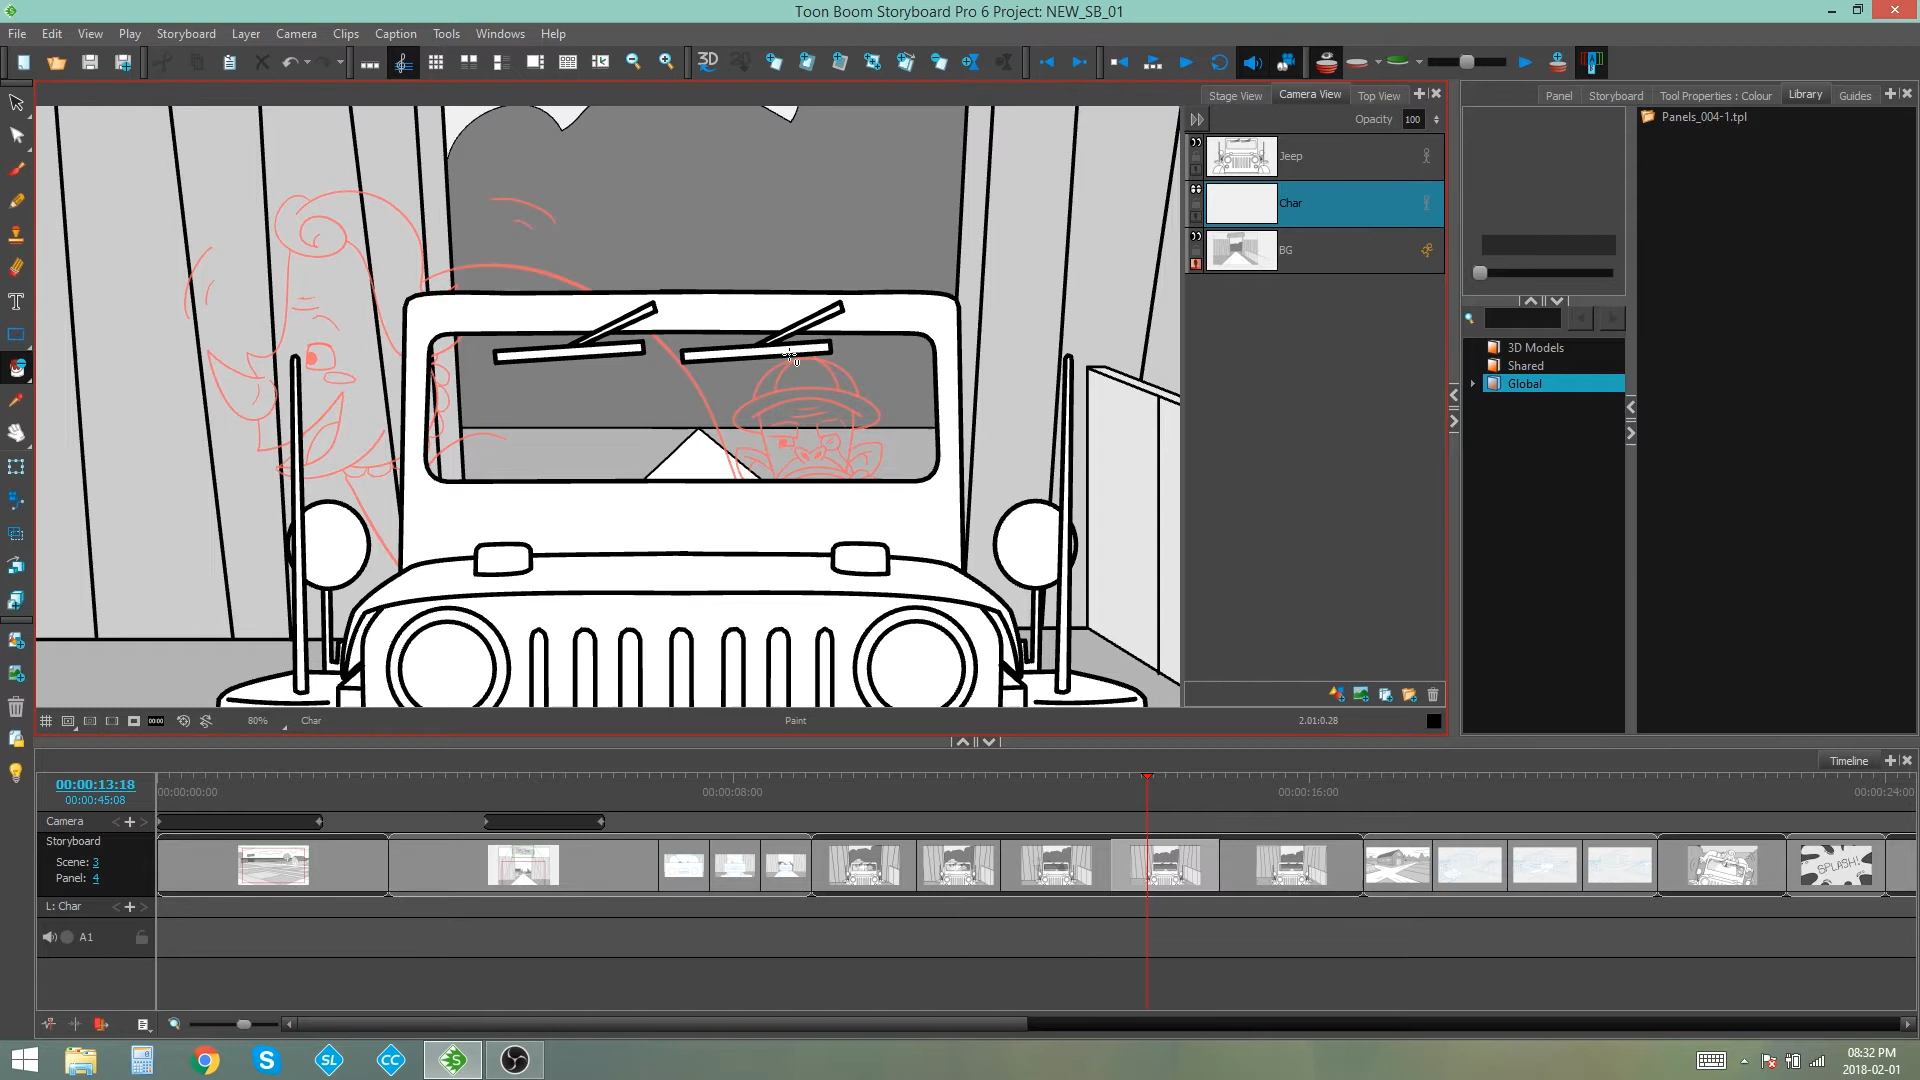 Toon Boom Storyboard Pro 6 Project: NEW_SB_01
File Edit View Play Storyboard Layer Camera Clips Caption Tools Windows Help
3D
Stage View Camera View Top View
Panel Storyboard Tool Properties : Colour Library Guides
Opacity 100
Panels_004-1.tpl
Jeep
Char
BG
3D Models
Shared
Global
80% Char Paint 2.01:0.28
Timeline
00:00:13:18
00:00:45:08
00:00:00:00 00:00:08:00 00:00:16:00 00:00:24:00
Camera
Storyboard
Scene: 3
Panel: 4
SPLASH!
L: Char
A1
SL CC S
08:32 PM
2018-02-01